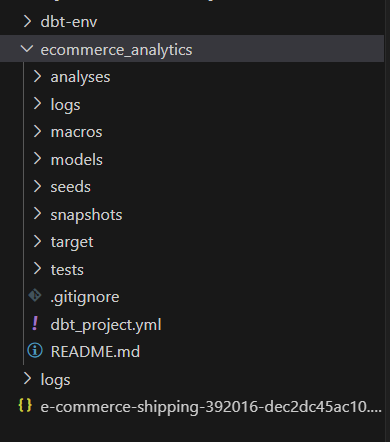 dbt-env
ecommerce_analytics
analyses
logs
macros
models
seeds
snapshots
target
tests
.gitignore
dbt_project.yml
README.md
logs
e-commerce-shipping-392016-dec2dc45ac10....